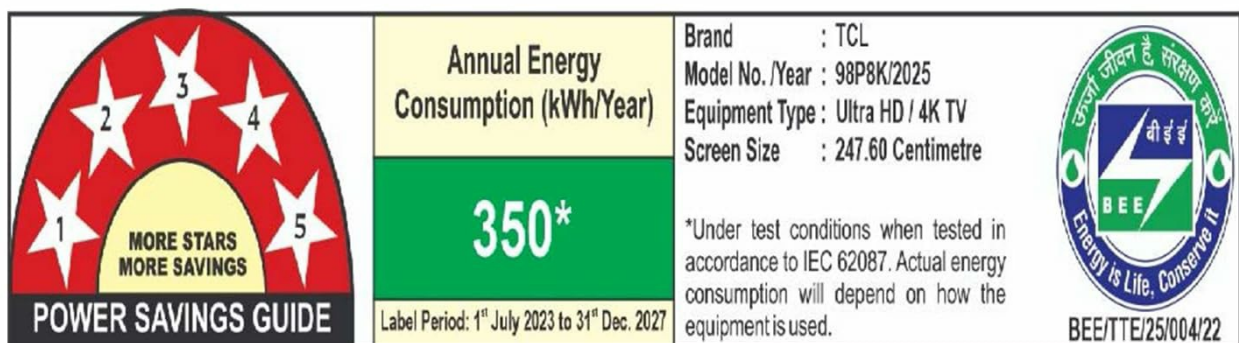 1
2
3
4
5
MORE STARS
MORE SAVINGS
POWER SAVINGS GUIDE
Annual Energy
Consumption (kWh/Year)
350*
Label Period: 1st July 2023 to 31st Dec. 2027
Brand : TCL
Model No. /Year : 98P8K/2025
Equipment Type : Ultra HD / 4K TV
Screen Size : 247.60 Centimetre
*Under test conditions when tested in
accordance to IEC 62087. Actual energy
consumption will depend on how the
equipment is used.
ऊर्जा जीवन है, संरक्षण करें
बी ई ई
BEE
Energy is Life, Conserve it
BEE/TTE/25/004/22